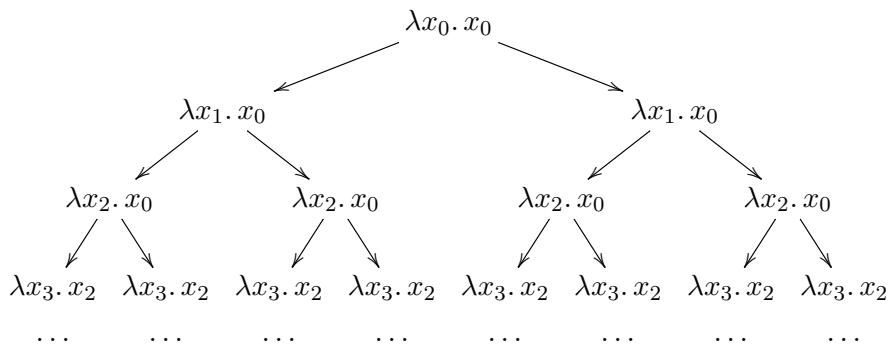 λx₀. x₀
λx₁. x₀ λx₁. x₀
λx₂. x₀ λx₂. x₀ λx₂. x₀ λx₂. x₀
λx₃. x₂ λx₃. x₂ λx₃. x₂ λx₃. x₂ λx₃. x₂ λx₃. x₂ λx₃. x₂ λx₃. x₂
... ... ... ... ... ... ... ...